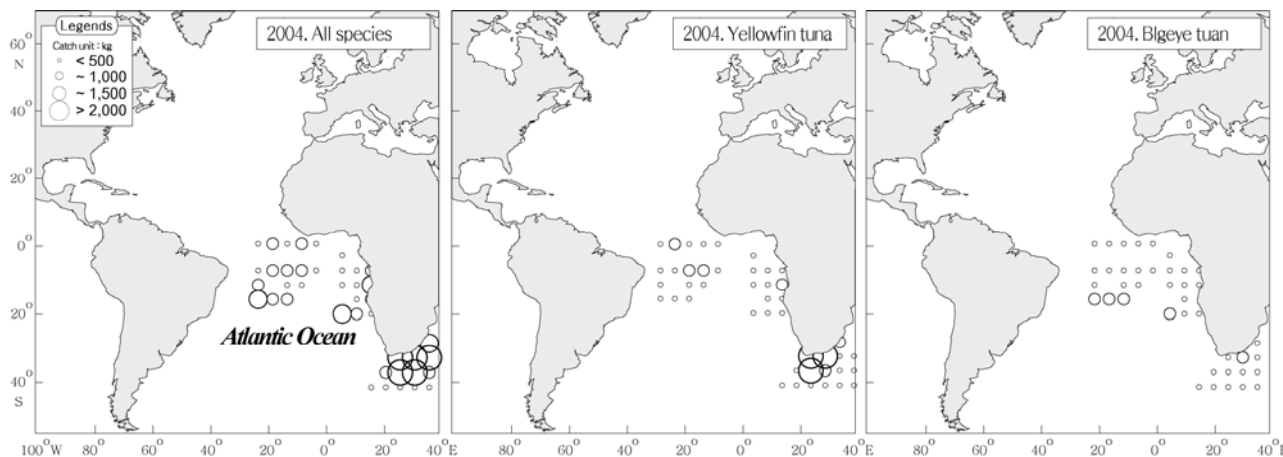 Legends
Catch unit : kg
< 500
~ 1,000
~ 1,500
> 2,000
2004. All species
2004. Yellowfin tuna
2004. Blgeye tuan
60°
N
40°
20°
0°
20°
40°
S
Atlantic Ocean
100°W 80° 60° 40° 20° 0° 20° 40°E 80° 60° 40° 20° 0° 20° 40°E 80° 60° 40° 20° 0° 20° 40°